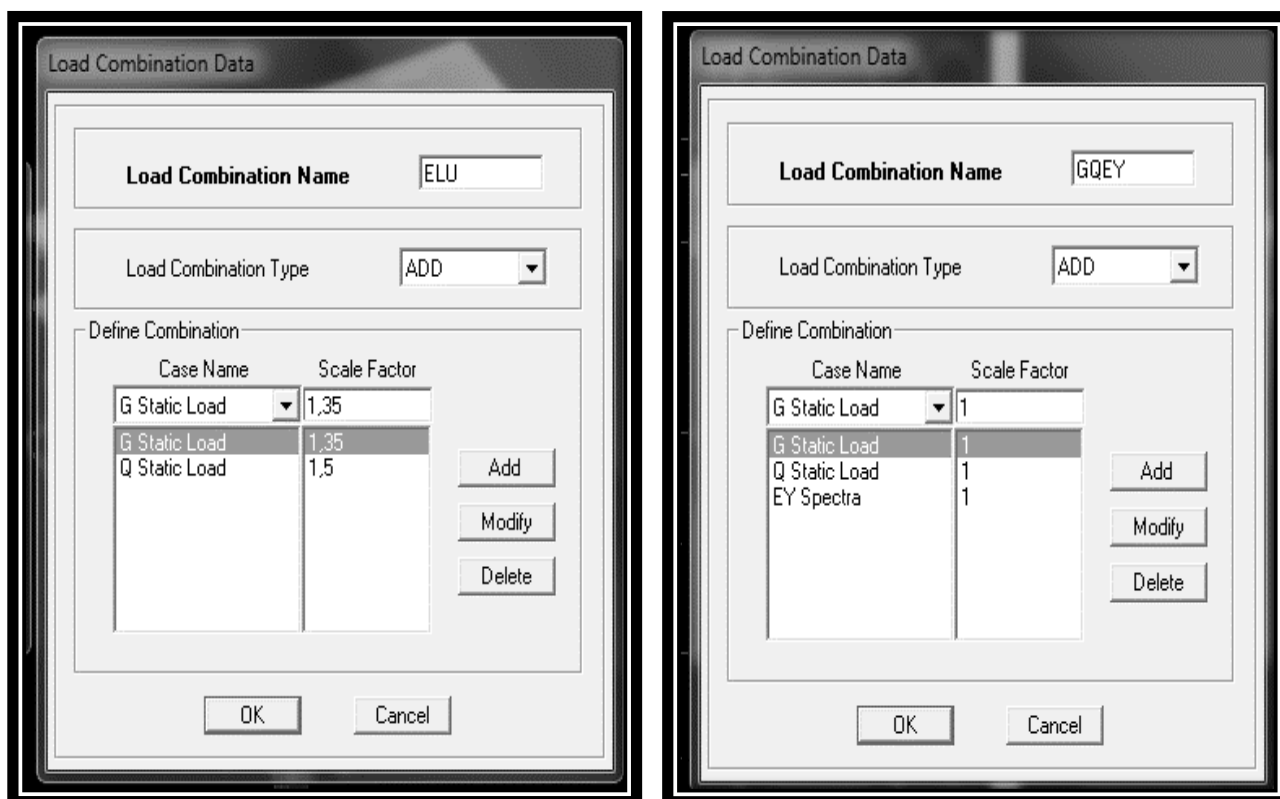 Load Combination Data
Load Combination Name ELU
Load Combination Type ADD
Define Combination
Case Name Scale Factor
G Static Load 1,35
G Static Load 1,35
Q Static Load 1,5
Add
Modify
Delete
OK Cancel
Load Combination Data
Load Combination Name GQEY
Load Combination Type ADD
Define Combination
Case Name Scale Factor
G Static Load 1
G Static Load 1
Q Static Load 1
EY Spectra 1
Add
Modify
Delete
OK Cancel